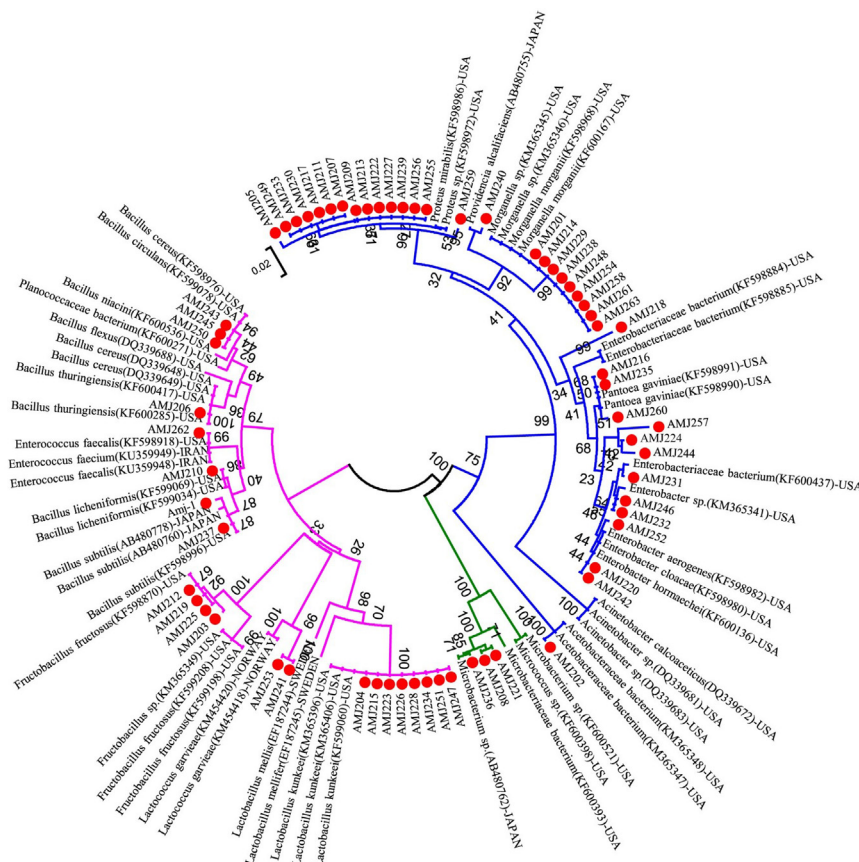 AMJ205
AMJ249
AMJ233
AMJ230
AMJ217
AMJ211
AMJ207
AMJ209
AMJ213
AMJ222
AMJ227
AMJ239
AMJ256
AMJ255
Proteus mirabilis(KF598986)-USA
Proteus sp.(KF598972)-USA
AMJ259
Providencia alcalifaciens(AB480755)-JAPAN
AMJ240
Morganella sp.(KM365345)-USA
Morganella sp.(KM365346)-USA
Morganella morganii(KF598968)-USA
Morganella morganii(KF600167)-USA
AMJ201
AMJ214
AMJ229
AMJ238
AMJ248
AMJ254
AMJ258
AMJ261
AMJ263
AMJ218
Enterobacteriaceae bacterium(KF598884)-USA
Enterobacteriaceae bacterium(KF598885)-USA
AMJ216
AMJ235
Pantoea gaviniae(KF598991)-USA
Pantoea gaviniae(KF598990)-USA
AMJ260
AMJ257
AMJ224
AMJ244
Enterobacteriaceae bacterium(KF600437)-USA
AMJ231
Enterobacter sp.(KM365341)-USA
AMJ246
AMJ232
AMJ252
Enterobacter aerogenes(KF598982)-USA
Enterobacter cloacae(KF598980)-USA
Enterobacter hormaechei(KF600136)-USA
AMJ220
AMJ242
Acinetobacter calcoaceticus(DQ339672)-USA
Acinetobacter sp.(DQ339681)-USA
Acinetobacter sp.(DQ339683)-USA
Acetobacteraceae bacterium(KM365348)-USA
Acetobacteraceae bacterium(KM365347)-USA
AMJ202
Microbacterium sp.(KF600521)-USA
Micrococcus sp.(KF600398)-USA
Microbacteriaceae bacterium(KF600393)-USA
AMJ221
AMJ208
AMJ236
Microbacterium sp.(AB480762)-JAPAN
AMJ247
AMJ251
AMJ234
AMJ228
AMJ226
AMJ223
AMJ215
AMJ204
Lactobacillus kunkeei(KF599060)-USA
Lactobacillus kunkeei(KM365406)-USA
Lactobacillus kunkeei(KM365396)-USA
Lactobacillus mellifer(EF187245)-SWEDEN
Lactobacillus mellis(EF187244)-SWEDEN
AMJ241
AMJ253
Lactococcus garvieae(KM454418)-NORWAY
Lactococcus garvieae(KM454420)-NORWAY
Fructobacillus fructosus(KF599108)-USA
Fructobacillus fructosus(KF599208)-USA
Fructobacillus sp.(KM365349)-USA
AMJ203
AMJ225
AMJ219
AMJ212
Fructobacillus fructosus(KF598870)-USA
Bacillus subtilis(KF598996)-USA
AMJ237
Bacillus subtilis(AB480760)-JAPAN
Bacillus subtilis(AB480778)-JAPAN
Amj-1
Bacillus licheniformis(KF599034)-USA
Bacillus licheniformis(KF599069)-USA
AMJ210
Enterococcus faecalis(KU359948)-IRAN
Enterococcus faecium(KU359949)-IRAN
Enterococcus faecalis(KF598918)-USA
AMJ262
Bacillus thuringiensis(KF600285)-USA
AMJ206
Bacillus thuringiensis(KF600417)-USA
Bacillus cereus(DQ339649)-USA
Bacillus cereus(DQ339648)-USA
Bacillus flexus(DQ339688)-USA
Planococcaceae bacterium(KF600271)-USA
Bacillus niacini(KF600536)-USA
AMJ250
AMJ245
AMJ243
Bacillus circulans(KF599078)-USA
Bacillus cereus(KF598976)-USA
0.02
32
41
92
99
99
34
68
50
41
51
68
42
23
44
44
99
75
100
100
100
100
100
85
71
100
98
70
26
99
100
100
99
92
67
79
49
62
44
94
36
100
99
86
40
87
87